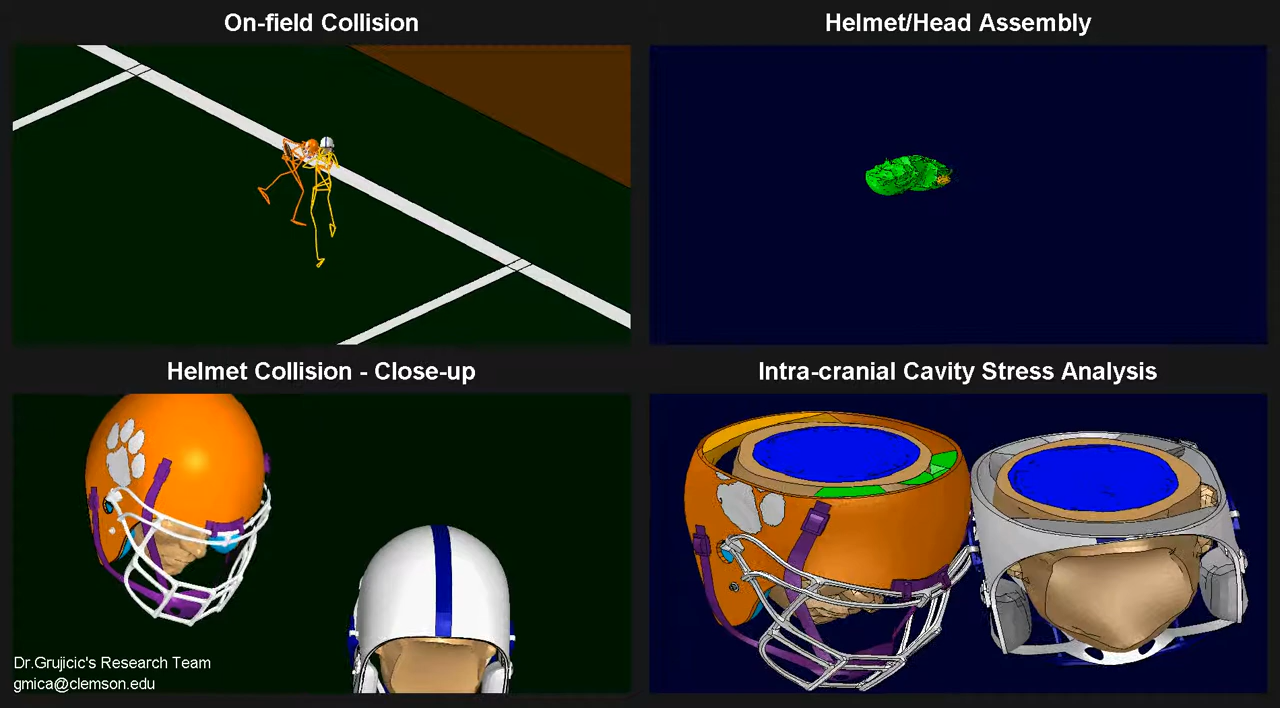 On-field Collision
Helmet/Head Assembly
Helmet Collision - Close-up
Intra-cranial Cavity Stress Analysis
Dr.Grujicic's Research Team
gmica@clemson.edu